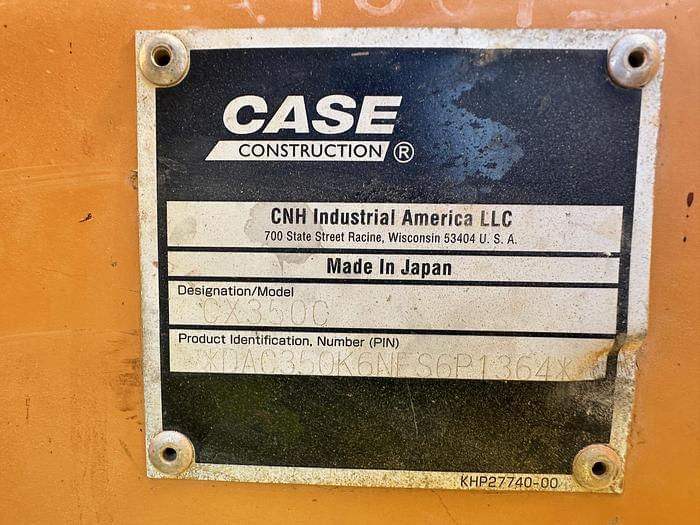 CASE
CONSTRUCTION ®
CNH Industrial America LLC
700 State Street Racine, Wisconsin 53404 U. S. A.
Made In Japan
Designation/Model
CX350C
Product Identification, Number (PIN)
*DAC350K6NES6P1364*
KHP27740-00